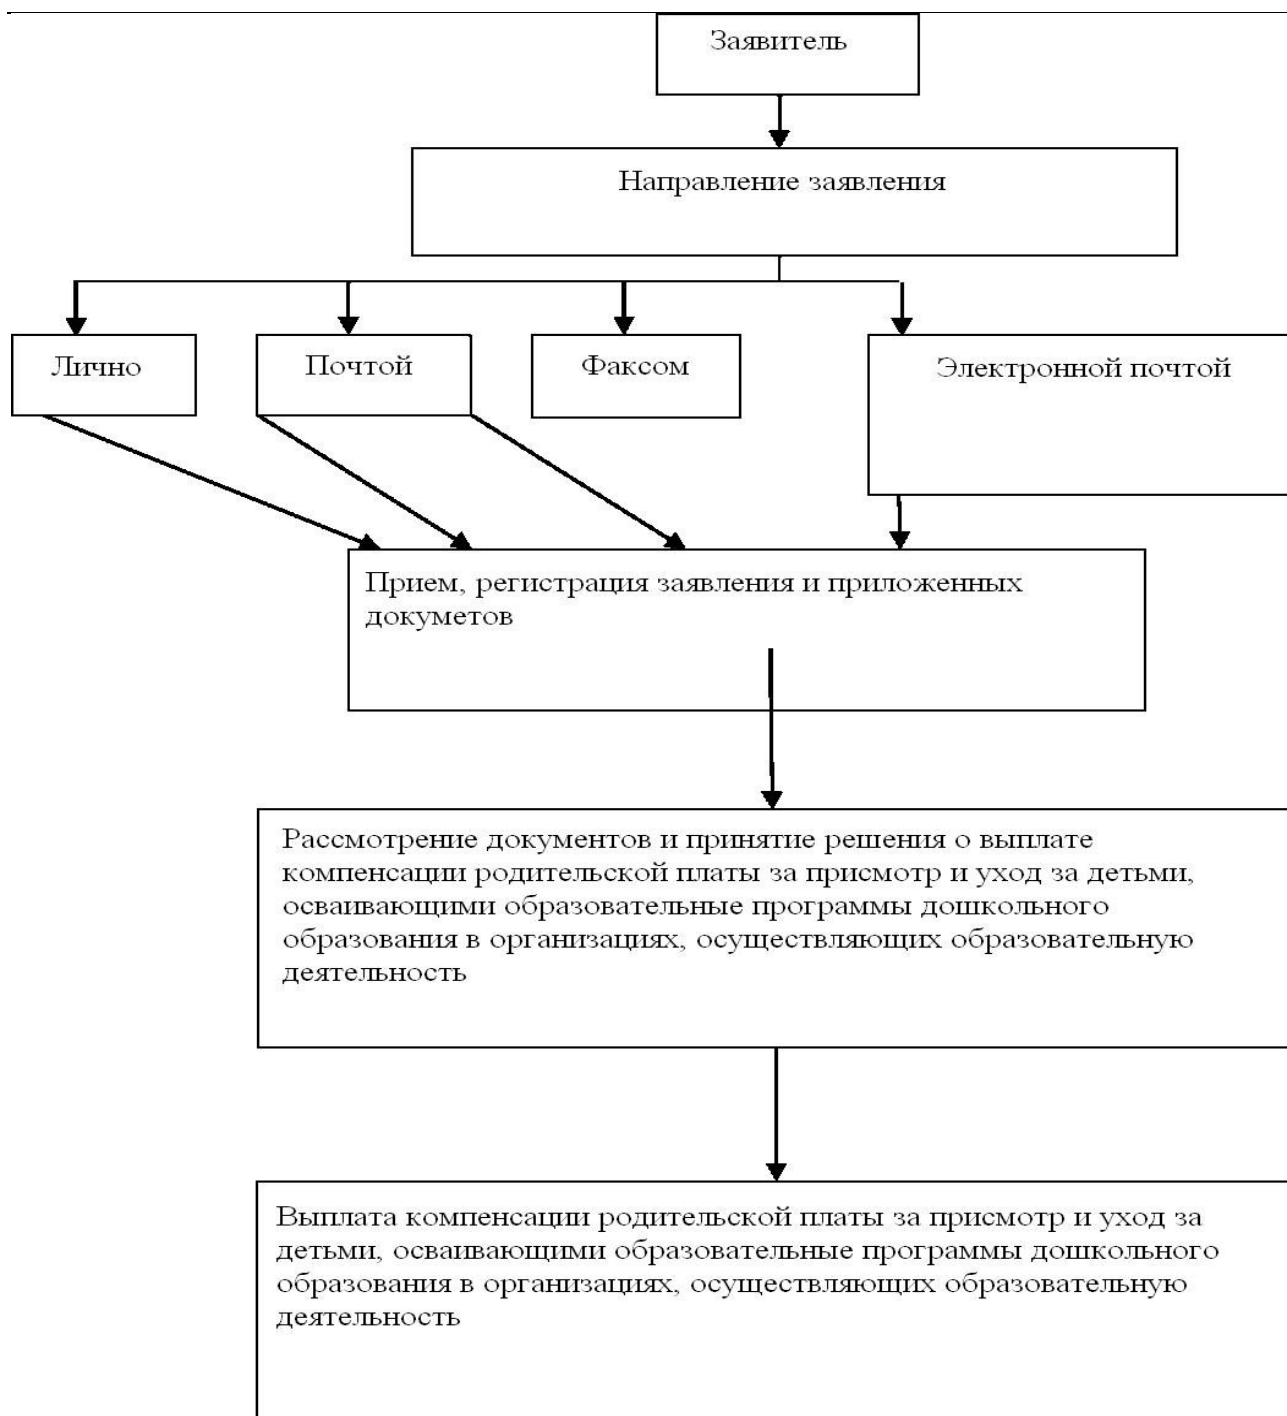 Заявитель
Направление заявления
Лично
Почтой
Факсом
Электронной почтой
Прием, регистрация заявления и приложенных
докуметов
Рассмотрение документов и принятие решения о выплате
компенсации родительской платы за присмотр и уход за детьми,
осваивающими образовательные программы дошкольного
образования в организациях, осуществляющих образовательную
деятельность
Выплата компенсации родительской платы за присмотр и уход за
детьми, осваивающими образовательные программы дошкольного
образования в организациях, осуществляющих образовательную
деятельность